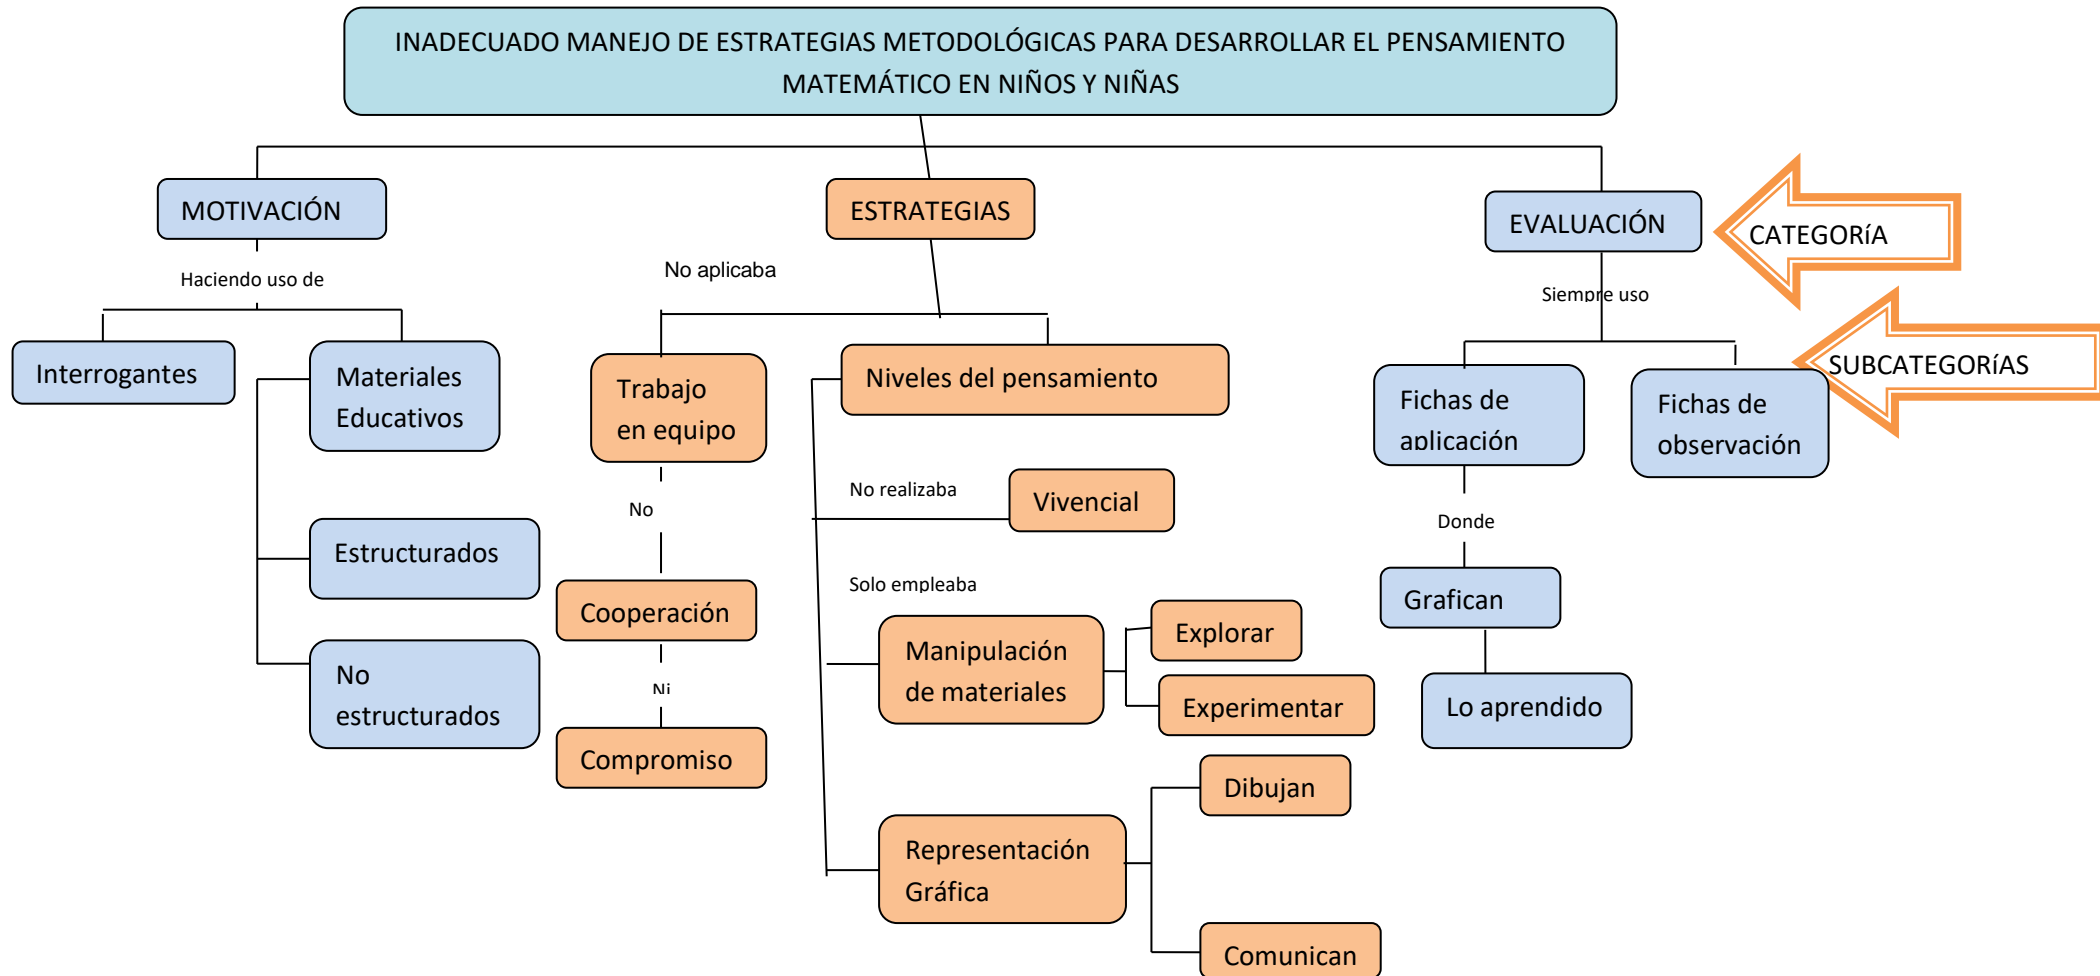 INADECUADO MANEJO DE ESTRATEGIAS METODOLÓGICAS PARA DESARROLLAR EL PENSAMIENTO
MATEMÁTICO EN NIÑOS Y NIÑAS
MOTIVACIÓN
ESTRATEGIAS
EVALUACIÓN
CATEGORíA
Haciendo uso de
No aplicaba
Siempre uso
SUBCATEGORíAS
Interrogantes
Materiales
Educativos
Trabajo
en equipo
Niveles del pensamiento
Fichas de
aplicación
Fichas de
observación
No realizaba
Vivencial
No
Donde
Estructurados
Solo empleaba
Cooperación
Grafican
Manipulación
de materiales
Explorar
Experimentar
No
estructurados
Ni
Lo aprendido
Compromiso
Dibujan
Representación
Gráfica
Comunican